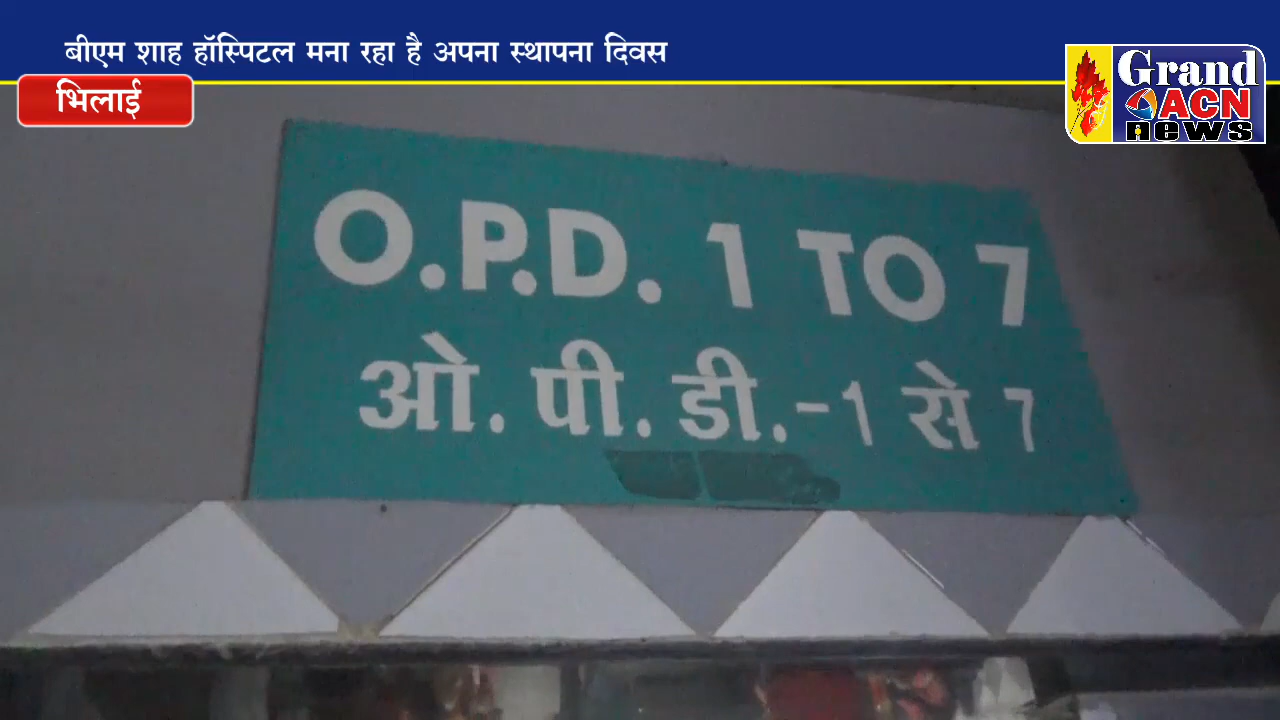 बीएम शाह हॉस्पिटल मना रहा है अपना स्थापना दिवस
भिलाई
Grand
ACN
news
O.P.D. 1 TO 7
ओ. पी. डी.-1 से 7